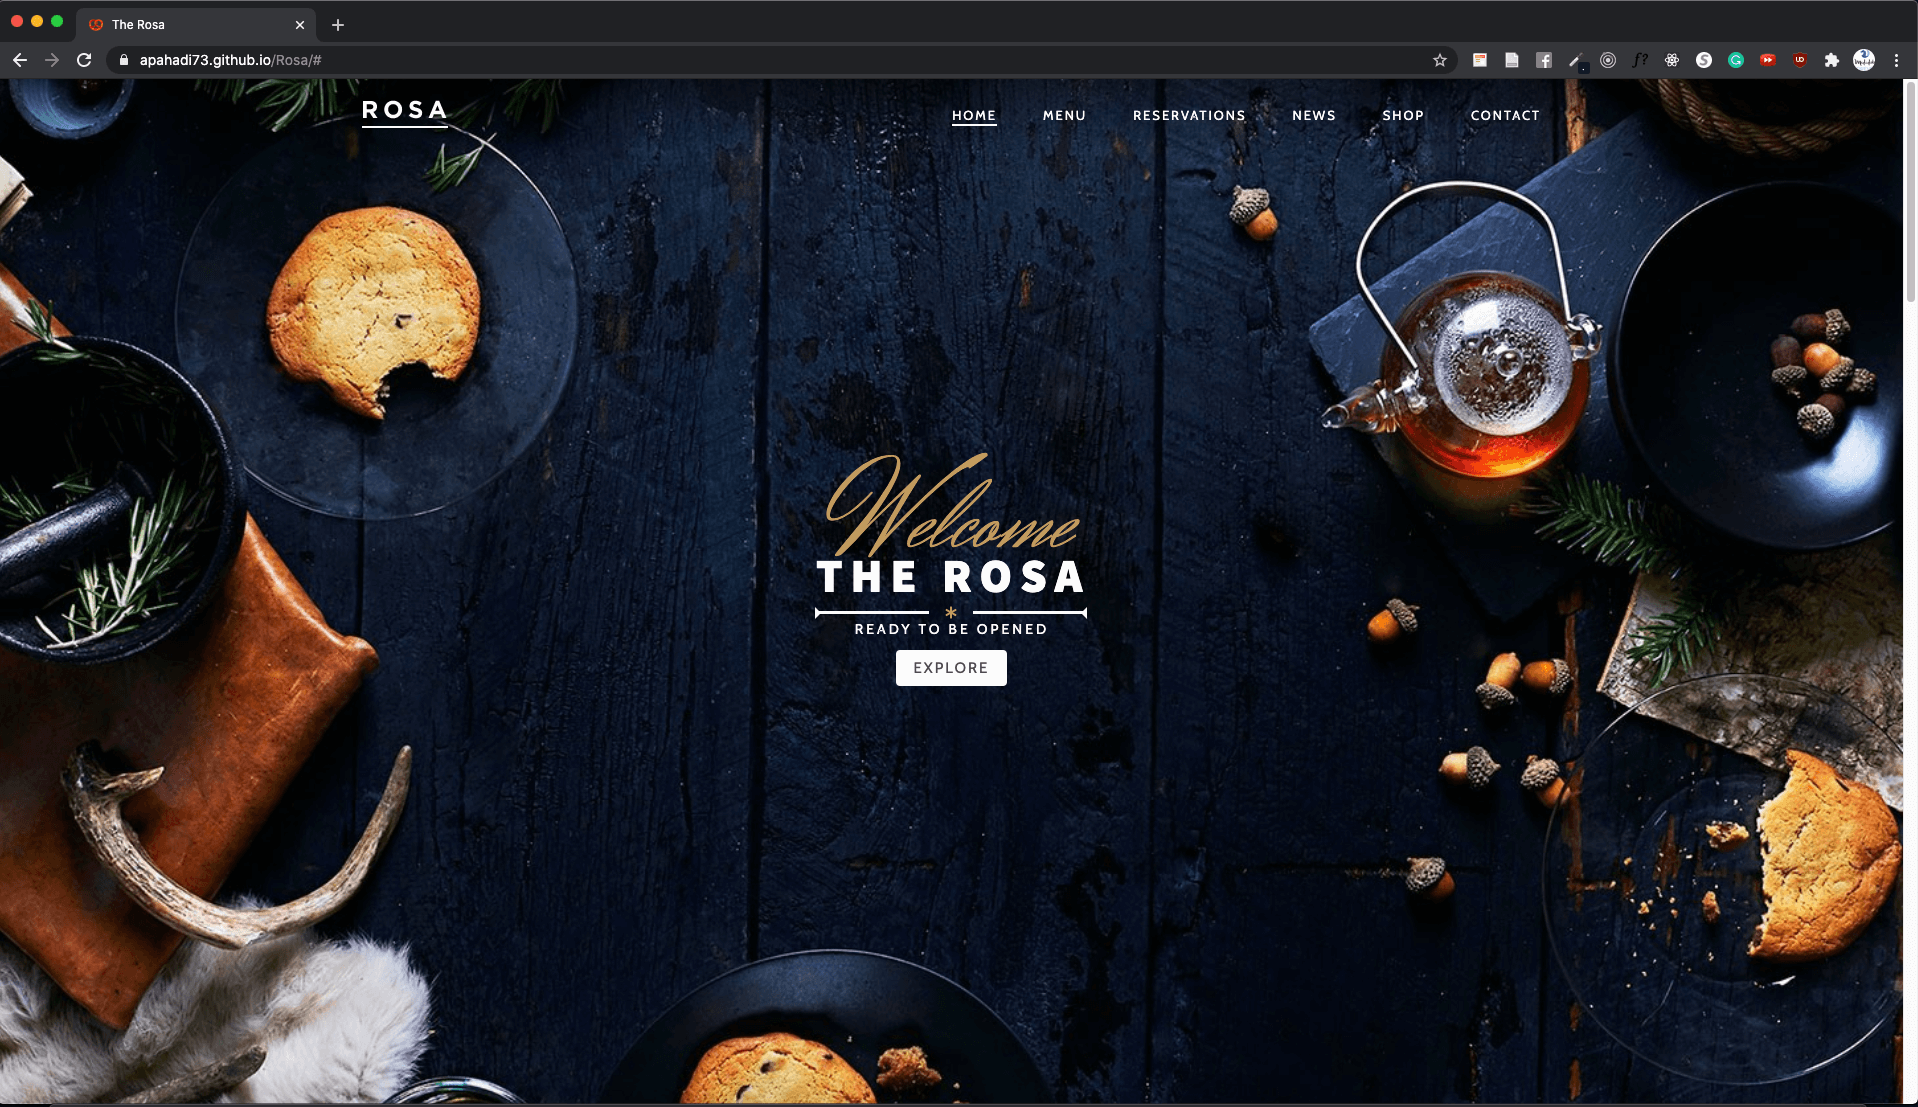 The Rosa
apahadi73.github.io/Rosa/#
ROSA
HOME MENU RESERVATIONS NEWS SHOP CONTACT
Welcome
THE ROSA
*
READY TO BE OPENED
EXPLORE